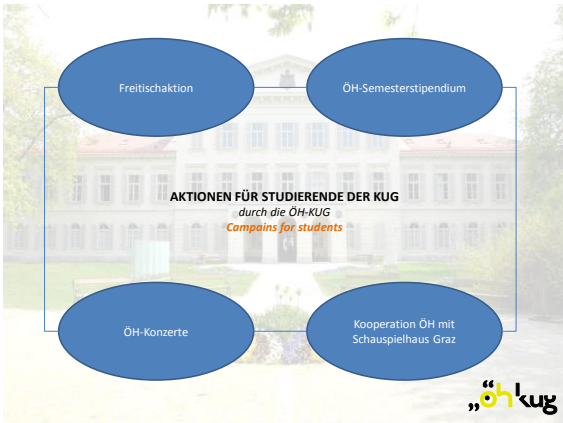 Freitischaktion
ÖH-Semesterstipendium
AKTIONEN FÜR STUDIERENDE DER KUG
durch die ÖH-KUG
Campains for students
ÖH-Konzerte
Kooperation ÖH mit
Schauspielhaus Graz
„öh“kug